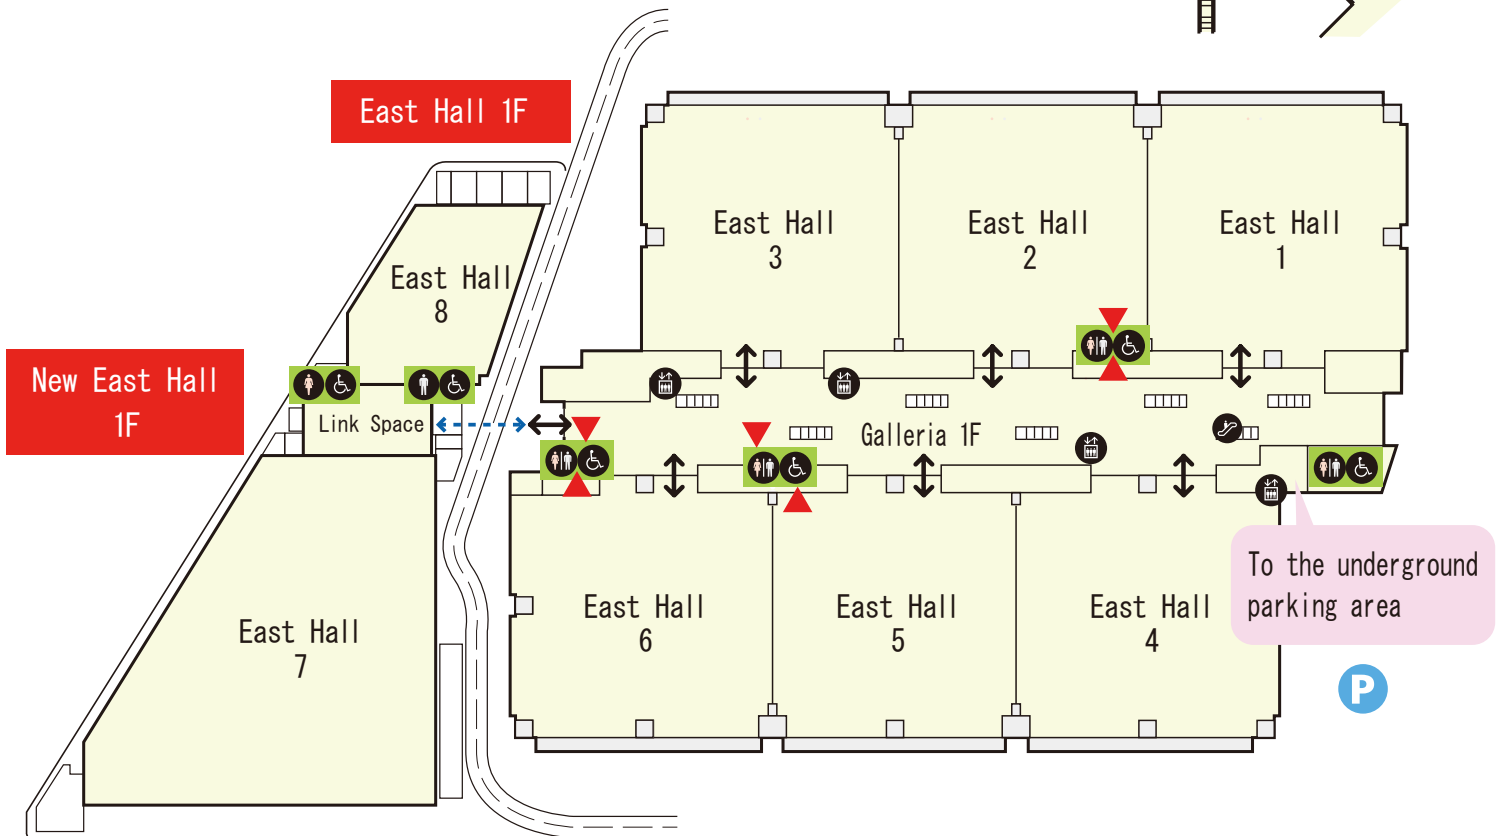 East Hall 1F
East Hall
3
East Hall
2
East Hall
1
East Hall
8
New East Hall
1F
Link Space
Galleria 1F
East Hall
7
East Hall
6
East Hall
5
East Hall
4
To the underground
parking area
P